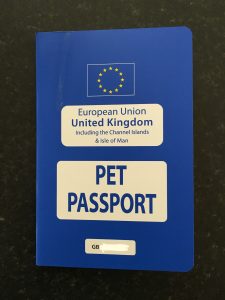 European Union
United Kingdom
Including the Channel Islands
& Isle of Man
PET
PASSPORT
GB